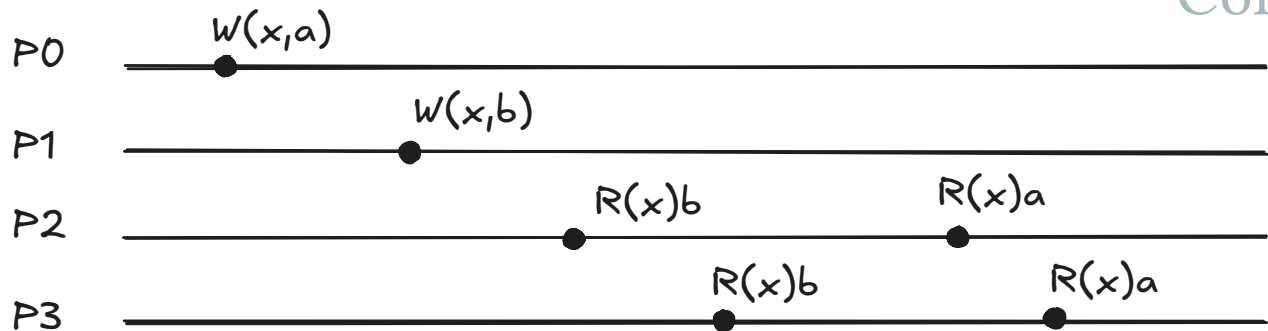 P0 W(x,a)
P1 W(x,b)
P2 R(x)b R(x)a
P3 R(x)b R(x)a